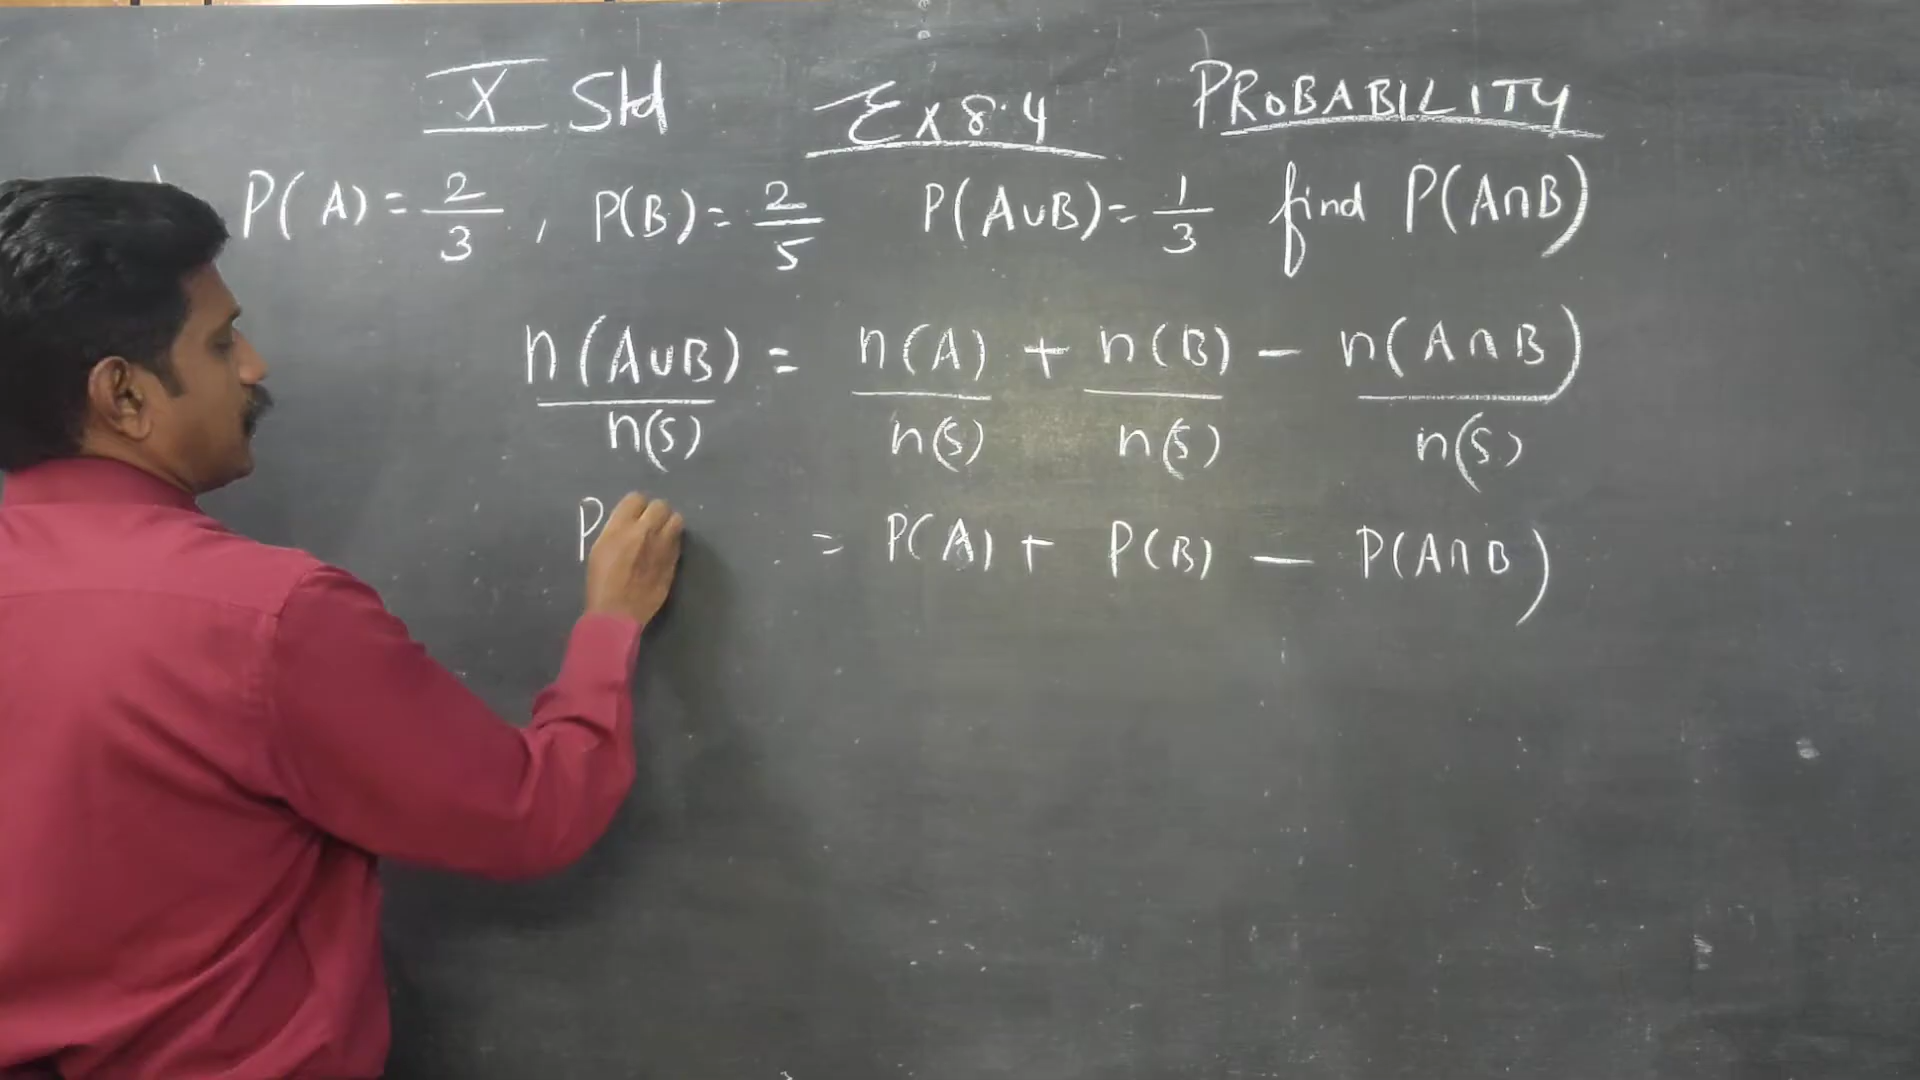 X Std Ex 8.4 PROBABILITY
P(A) = 2/3, P(B) = 2/5 P(A∪B) = 1/3 find P(A∩B)
n(A∪B)/n(S) = n(A)/n(S) + n(B)/n(S) − n(A∩B)/n(S)
P = P(A) + P(B) − P(A∩B)